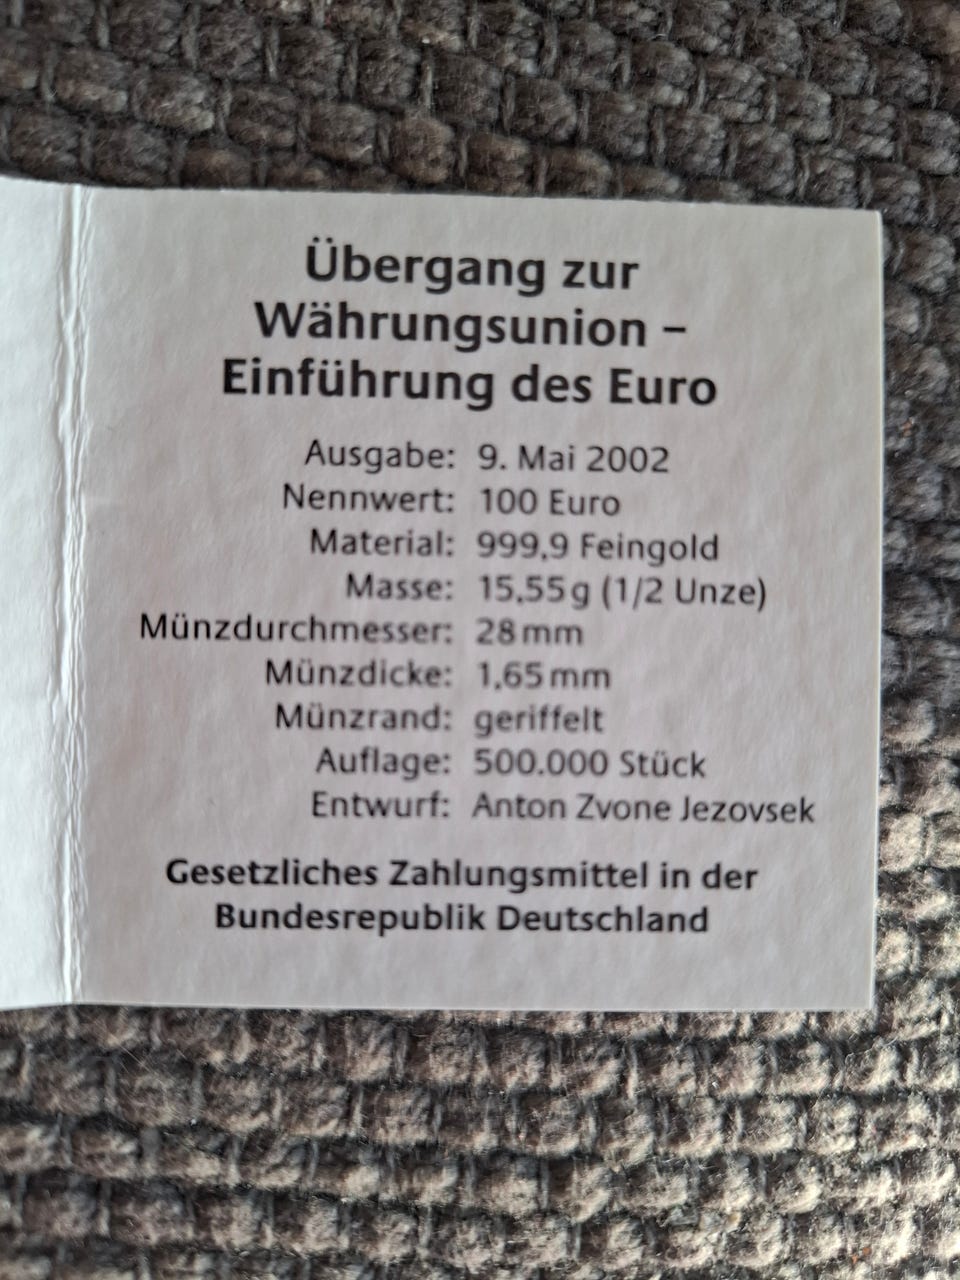 Übergang zur
Währungsunion –
Einführung des Euro
Ausgabe: 9. Mai 2002
Nennwert: 100 Euro
Material: 999,9 Feingold
Masse: 15,55 g (1/2 Unze)
Münzdurchmesser: 28 mm
Münzdicke: 1,65 mm
Münzrand: geriffelt
Auflage: 500.000 Stück
Entwurf: Anton Zvone Jezovsek
Gesetzliches Zahlungsmittel in der
Bundesrepublik Deutschland